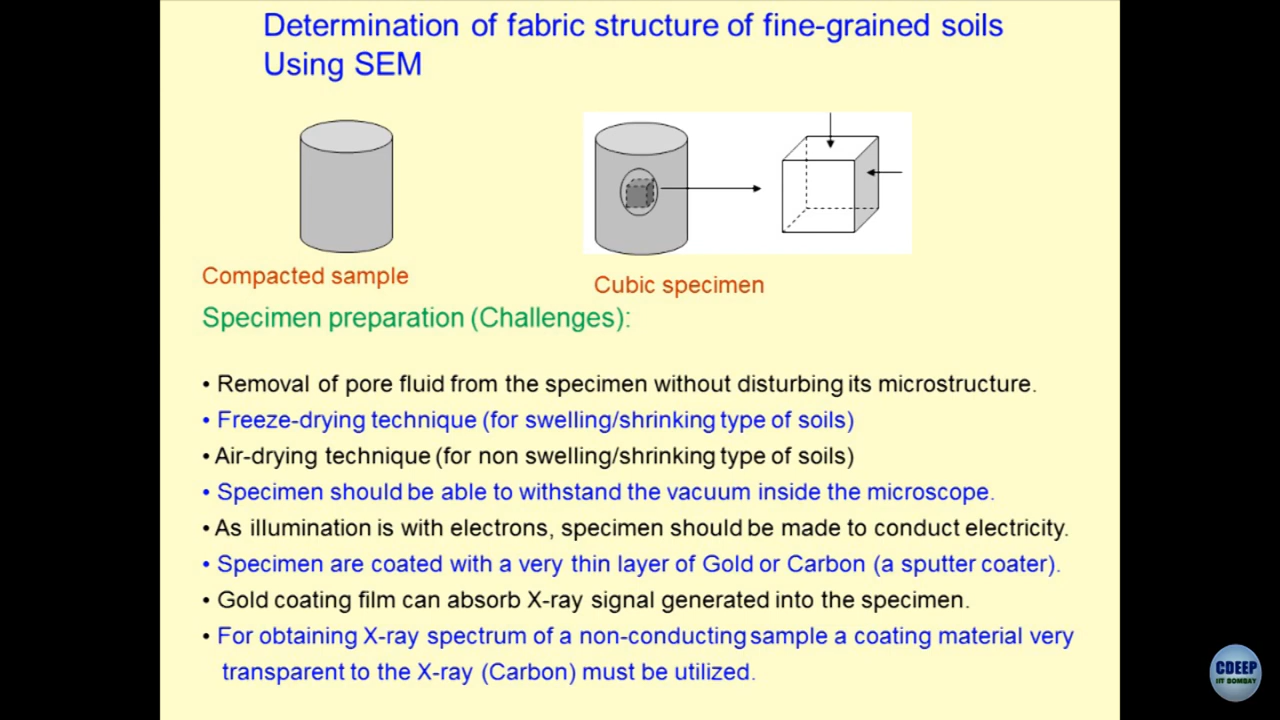 Determination of fabric structure of fine-grained soils
Using SEM
Compacted sample
Cubic specimen
Specimen preparation (Challenges):
• Removal of pore fluid from the specimen without disturbing its microstructure.
• Freeze-drying technique (for swelling/shrinking type of soils)
• Air-drying technique (for non swelling/shrinking type of soils)
• Specimen should be able to withstand the vacuum inside the microscope.
• As illumination is with electrons, specimen should be made to conduct electricity.
• Specimen are coated with a very thin layer of Gold or Carbon (a sputter coater).
• Gold coating film can absorb X-ray signal generated into the specimen.
• For obtaining X-ray spectrum of a non-conducting sample a coating material very
transparent to the X-ray (Carbon) must be utilized.
CDEEP
IIT BOMBAY